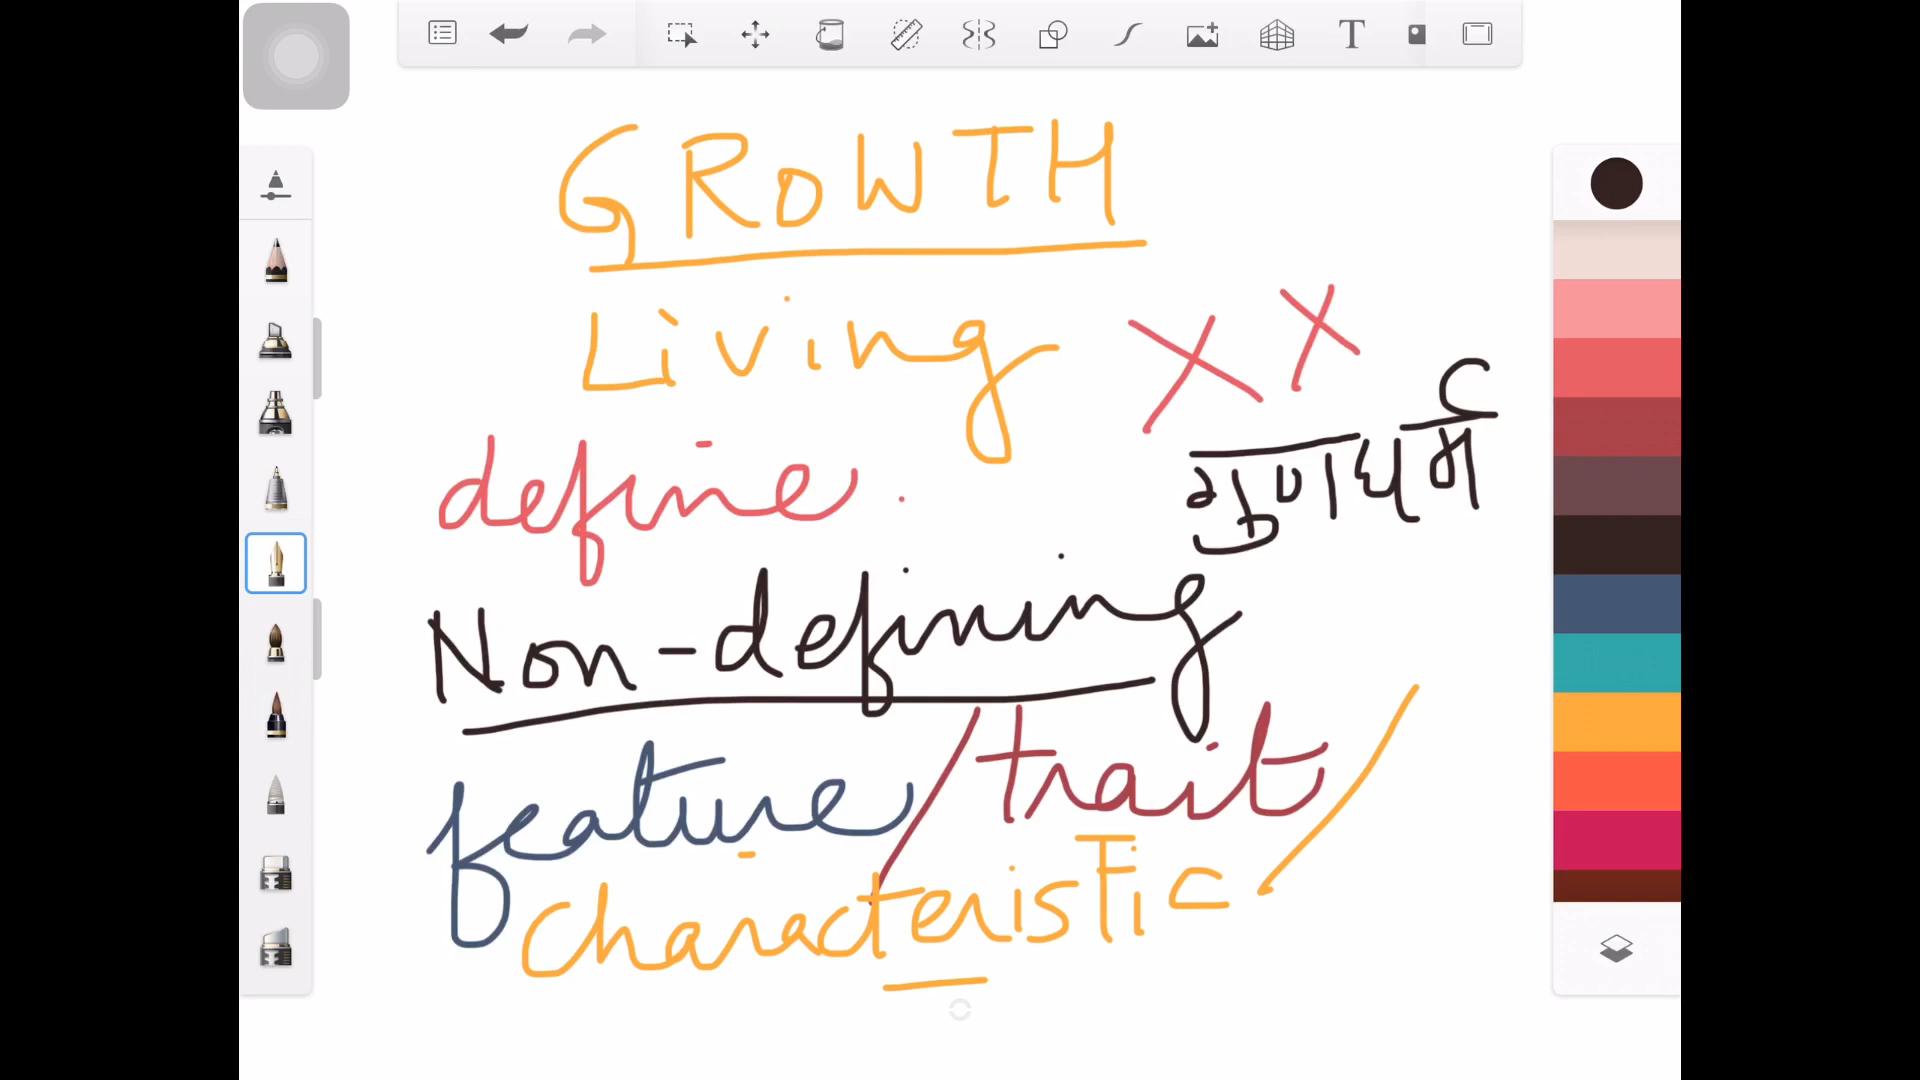 GROWTH
Living XX
define.
गुणधर्म
Non-defining
feature/trait/
characteristic